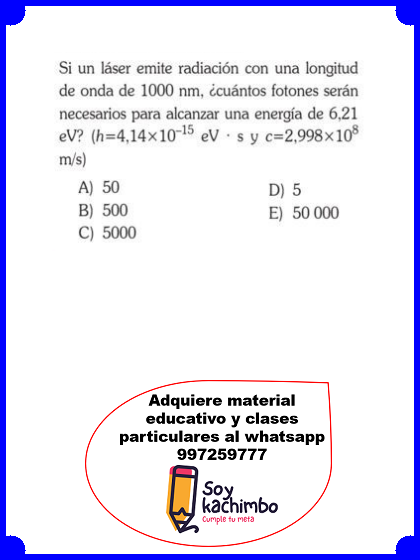 Si un láser emite radiación con una longitud
de onda de 1000 nm, ¿cuántos fotones serán
necesarios para alcanzar una energía de 6,21
eV? (h=4,14×10⁻¹⁵ eV · s y c=2,998×10⁸
m/s)
A) 50
B) 500
C) 5000
D) 5
E) 50 000
Adquiere material
educativo y clases
particulares al whatsapp
997259777
Soy
kachimbo
Cumple tu meta